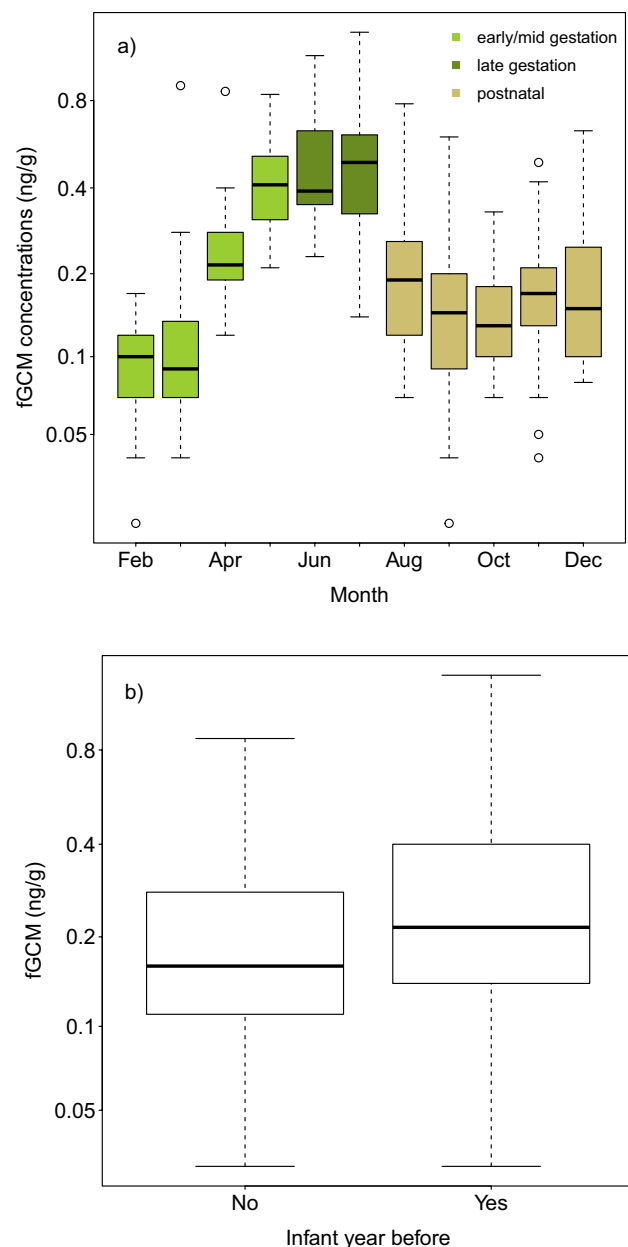 a)
early/mid gestation
late gestation
postnatal
0.8
0.4
0.2
0.1
0.05
fGCM concentrations (ng/g)
Feb Apr Jun Aug Oct Dec
Month
b)
0.8
0.4
0.2
0.1
0.05
fGCM (ng/g)
No Yes
Infant year before